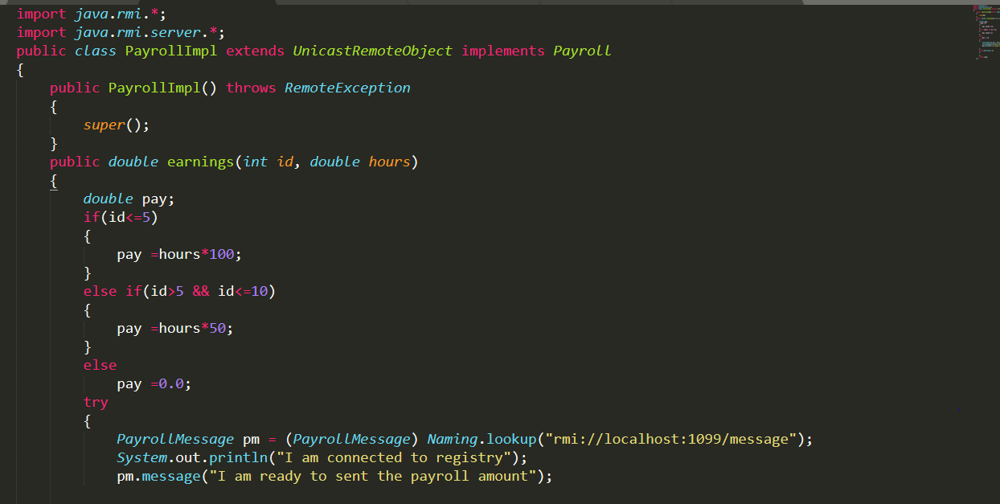 import java.rmi.*;
import java.rmi.server.*;
public class PayrollImpl extends UnicastRemoteObject implements Payroll
{
    public PayrollImpl() throws RemoteException
    {
        super();
    }
    public double earnings(int id, double hours)
    {
        double pay;
        if(id<=5)
        {
            pay =hours*100;
        }
        else if(id>5 && id<=10)
        {
            pay =hours*50;
        }
        else
            pay =0.0;
        try
        {
            PayrollMessage pm = (PayrollMessage) Naming.lookup("rmi://localhost:1099/message");
            System.out.println("I am connected to registry");
            pm.message("I am ready to sent the payroll amount");